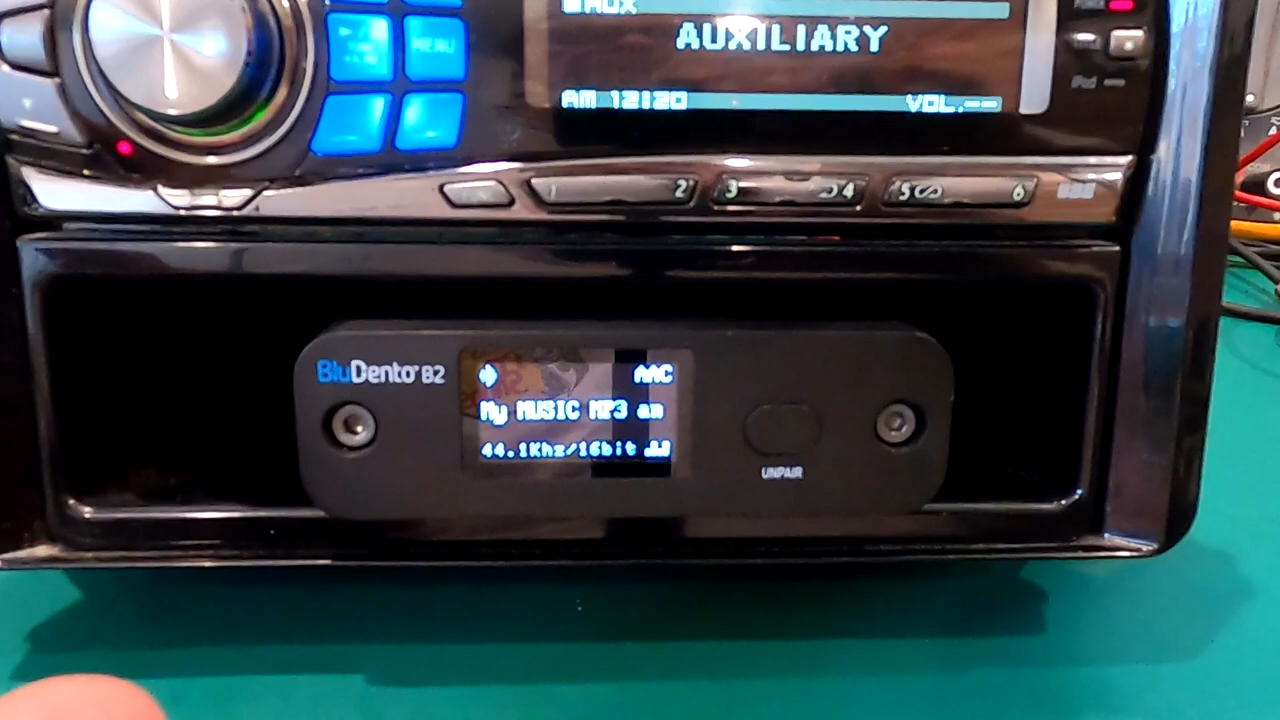 AUX
MENU
AUXILIARY
AM 12:20 VOL.--
iPod
1 2 3 4 5 6
BluDento B2
AAC
My MUSIC MP3 an
44.1Khz/16bit
UNPAIR